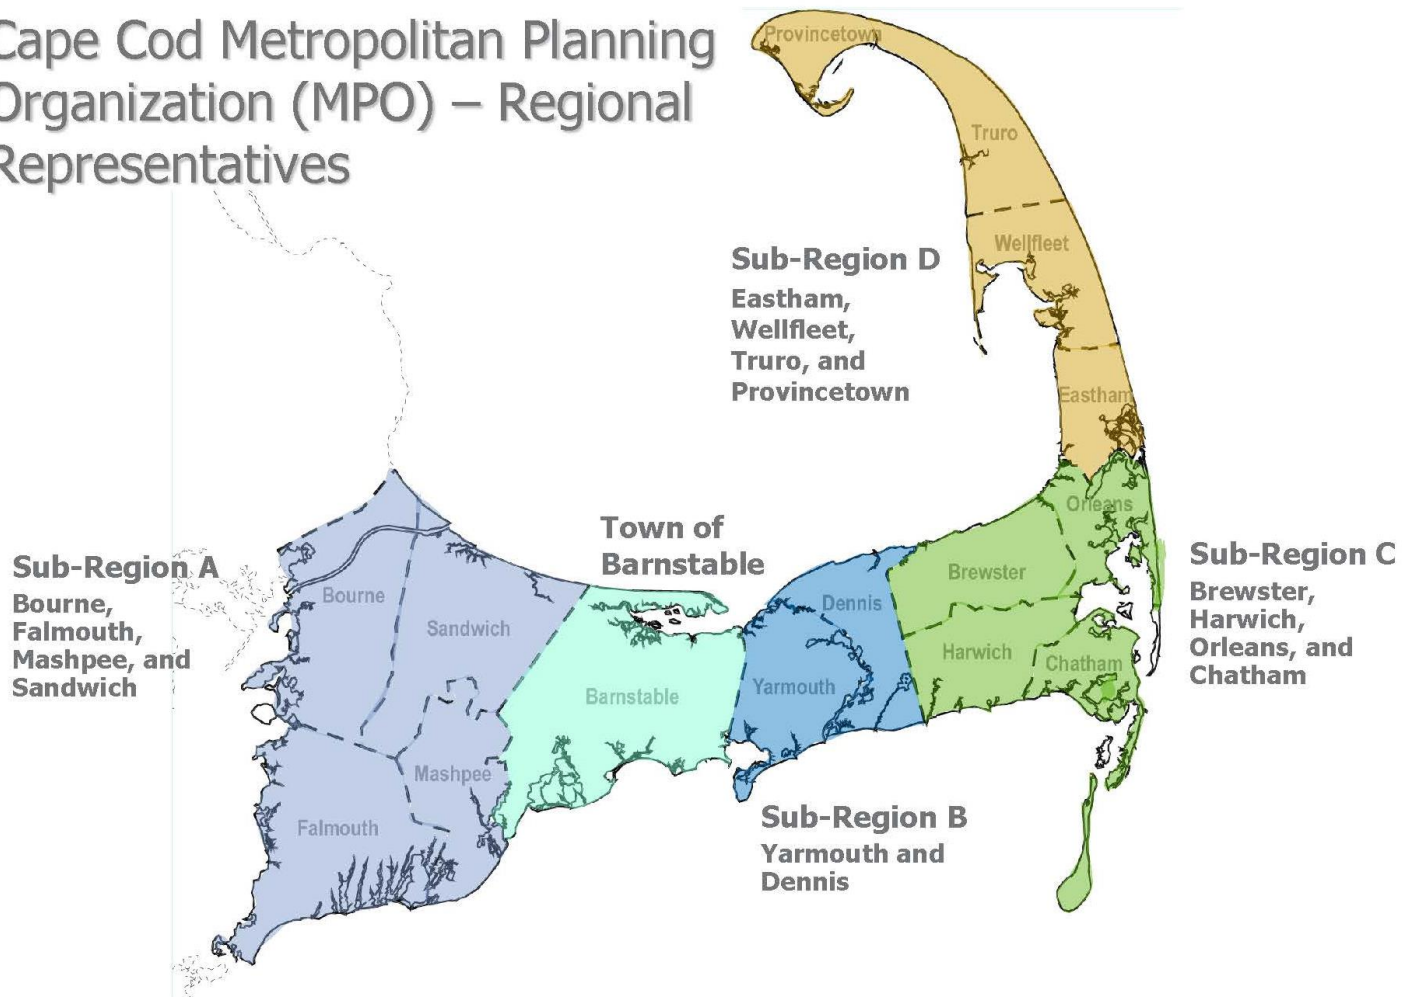 Cape Cod Metropolitan Planning
Organization (MPO) – Regional
Representatives
Provincetown
Truro
Wellfleet
Sub-Region D
Eastham,
Wellfleet,
Truro, and
Provincetown
Eastham
Orleans
Town of
Barnstable
Sub-Region A
Bourne,
Falmouth,
Mashpee, and
Sandwich
Bourne
Sandwich
Barnstable
Yarmouth
Dennis
Brewster
Harwich
Chatham
Sub-Region C
Brewster,
Harwich,
Orleans, and
Chatham
Mashpee
Falmouth
Sub-Region B
Yarmouth and
Dennis